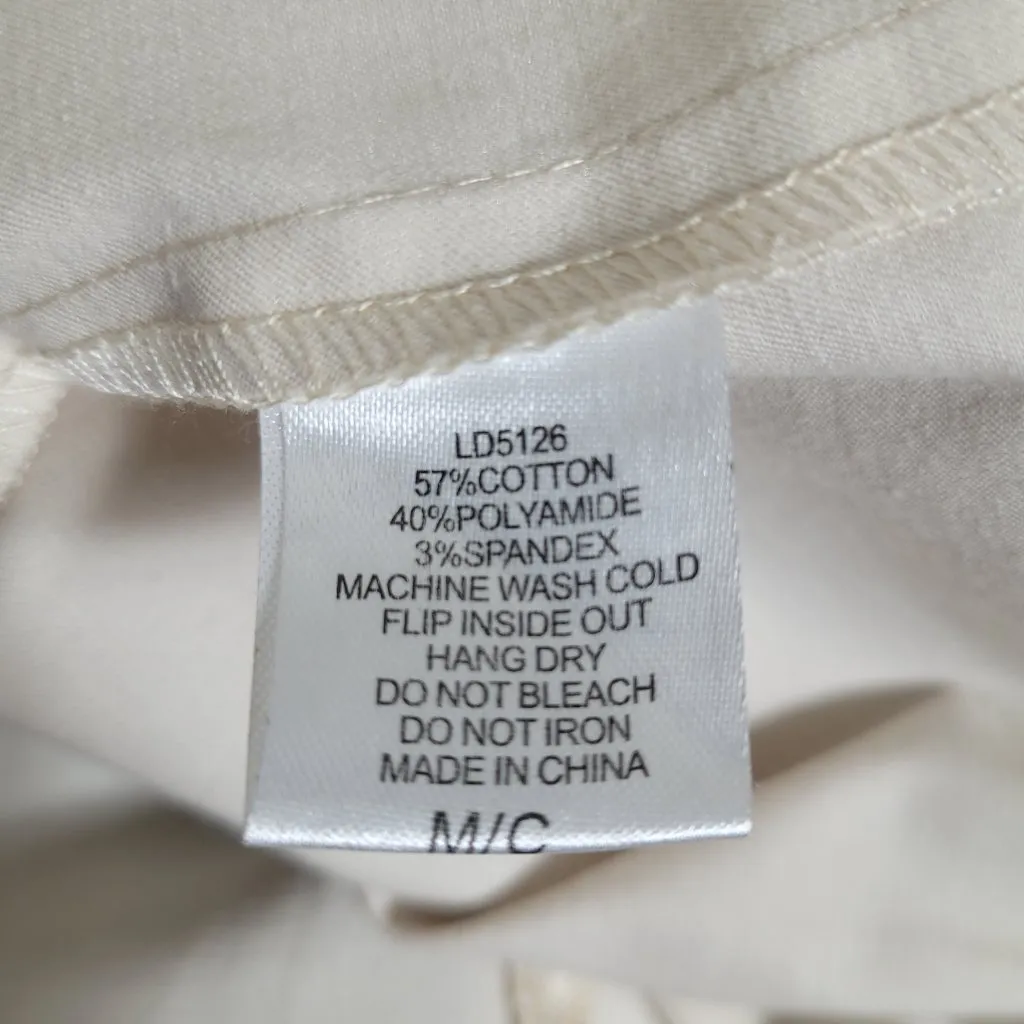 LD5126
57%COTTON
40%POLYAMIDE
3%SPANDEX
MACHINE WASH COLD
FLIP INSIDE OUT
HANG DRY
DO NOT BLEACH
DO NOT IRON
MADE IN CHINA
M/C